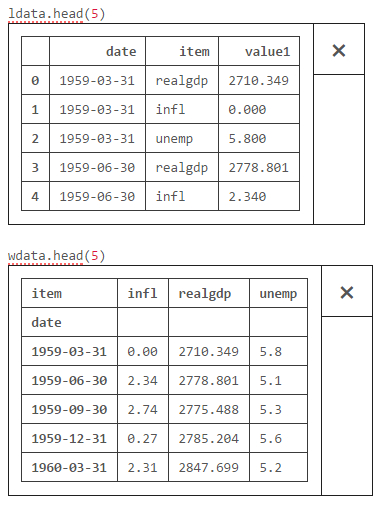 ldata.head(5)
date item value1
0 1959-03-31 realgdp 2710.349
1 1959-03-31 infl 0.000
2 1959-03-31 unemp 5.800
3 1959-06-30 realgdp 2778.801
4 1959-06-30 infl 2.340
wdata.head(5)
item infl realgdp unemp
date
1959-03-31 0.00 2710.349 5.8
1959-06-30 2.34 2778.801 5.1
1959-09-30 2.74 2775.488 5.3
1959-12-31 0.27 2785.204 5.6
1960-03-31 2.31 2847.699 5.2